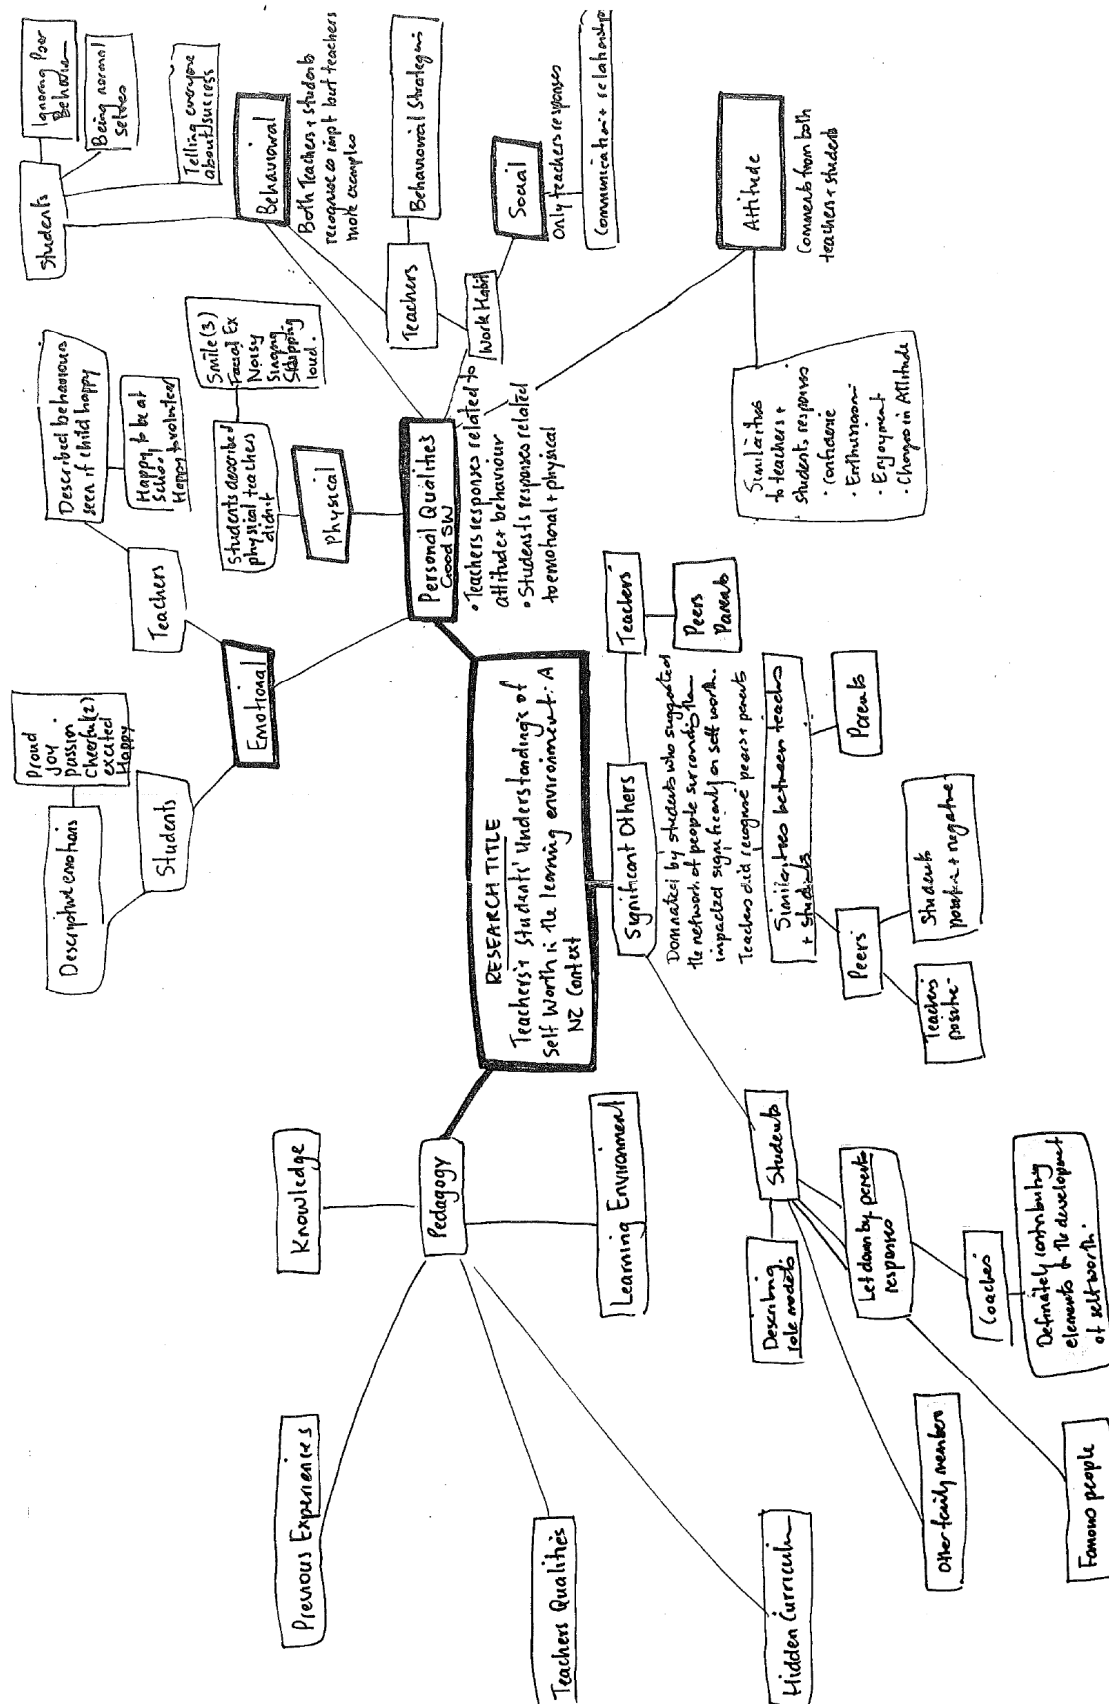 RESEARCH TITLE
Teachers + Students' Understandings of
Self Worth in the learning environment: A
NZ Context
Pedagogy
Knowledge
Previous Experiences
Teachers Qualities
Hidden Curriculum
Learning Environment
Personal Qualities
Good SW
• Teachers responses related to
attitude + behaviour
• Students responses related
to emotional + physical
Emotional
Students
Descriptive emotions
Proud
Joy
Passion
Cheerful (2)
excited
Happy
Teachers
Described behaviours
seen if child happy
Happy to be at
School
Happy to volunteer
Physical
Students described
physical teachers
didn't
Smile (3)
Facial Ex
Noisy
Singing
Skipping
loud.
Behavioural
Both Teachers + students
recognise as impt but teachers
more examples
Students
Ignoring Poor
Behaviour
Being normal
selves
Telling everyone
about success
Teachers
Behavioural Strategies
Work Habit
Social
Only teachers responses
Communication + relationships
Attitude
Comments from both
teachers + students
Similarities
to teachers +
students responses
• Confidence
• Enthusiasm
• Enjoyment
• Changes in Attitude
Significant Others
Dominated by students who suggested
the network of people surrounding them
impacted significantly on self worth.
Teachers did recognise peers + parents
Teachers
Peers
Parents
Similarities between teachers
+ students
Parents
Peers
Teachers
positive
Students
positive + negative
Students
Describing
role models
Let down by parents
responses
Coaches
Definitely contributing
elements to the development
of self worth.
Other family members
Famous people